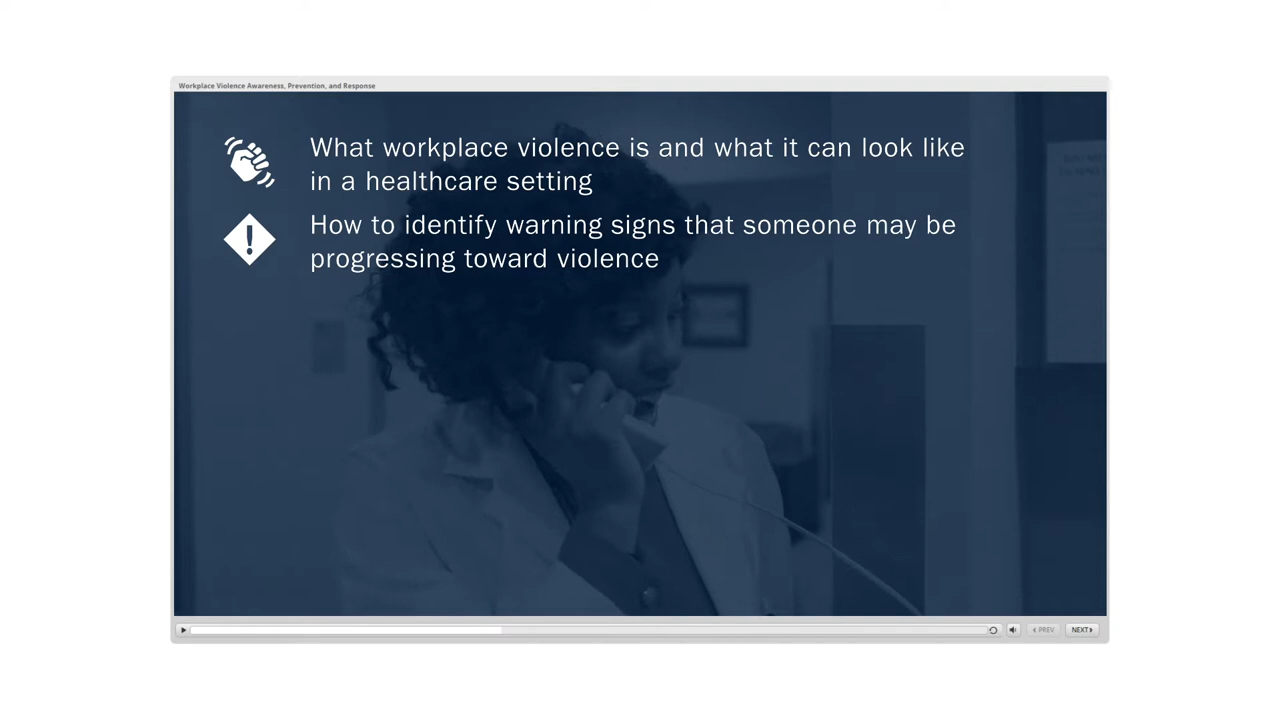 Workplace Violence Awareness, Prevention, and Response
What workplace violence is and what it can look like
in a healthcare setting
How to identify warning signs that someone may be
progressing toward violence
PREV
NEXT